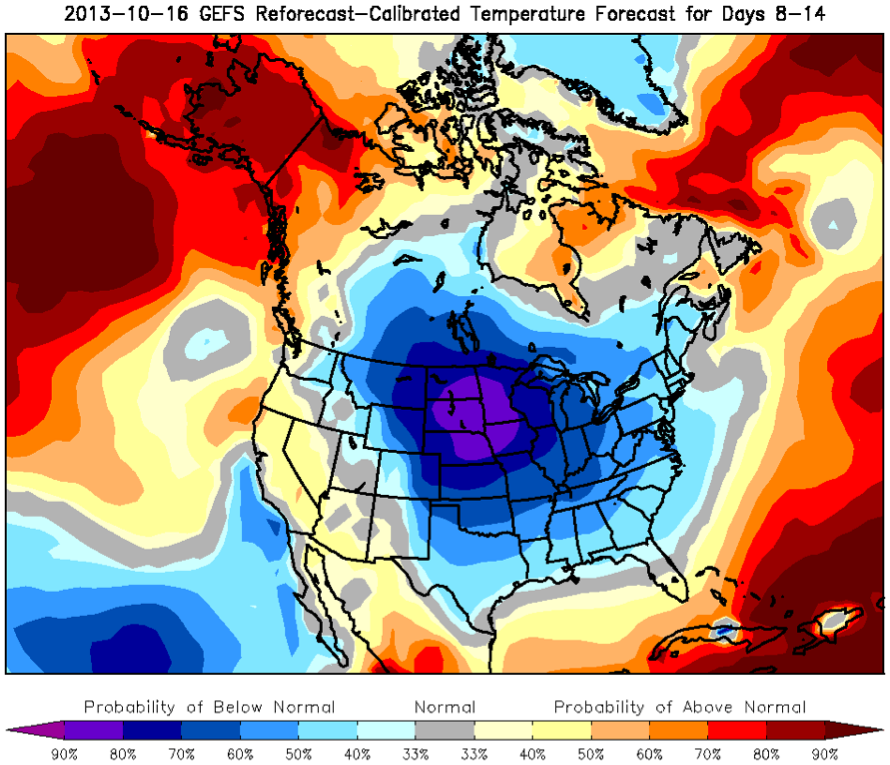 2013-10-16 GEFS Reforecast-Calibrated Temperature Forecast for Days 8-14
Probability of Below Normal Normal Probability of Above Normal
90% 80% 70% 60% 50% 40% 33% 33% 40% 50% 60% 70% 80% 90%